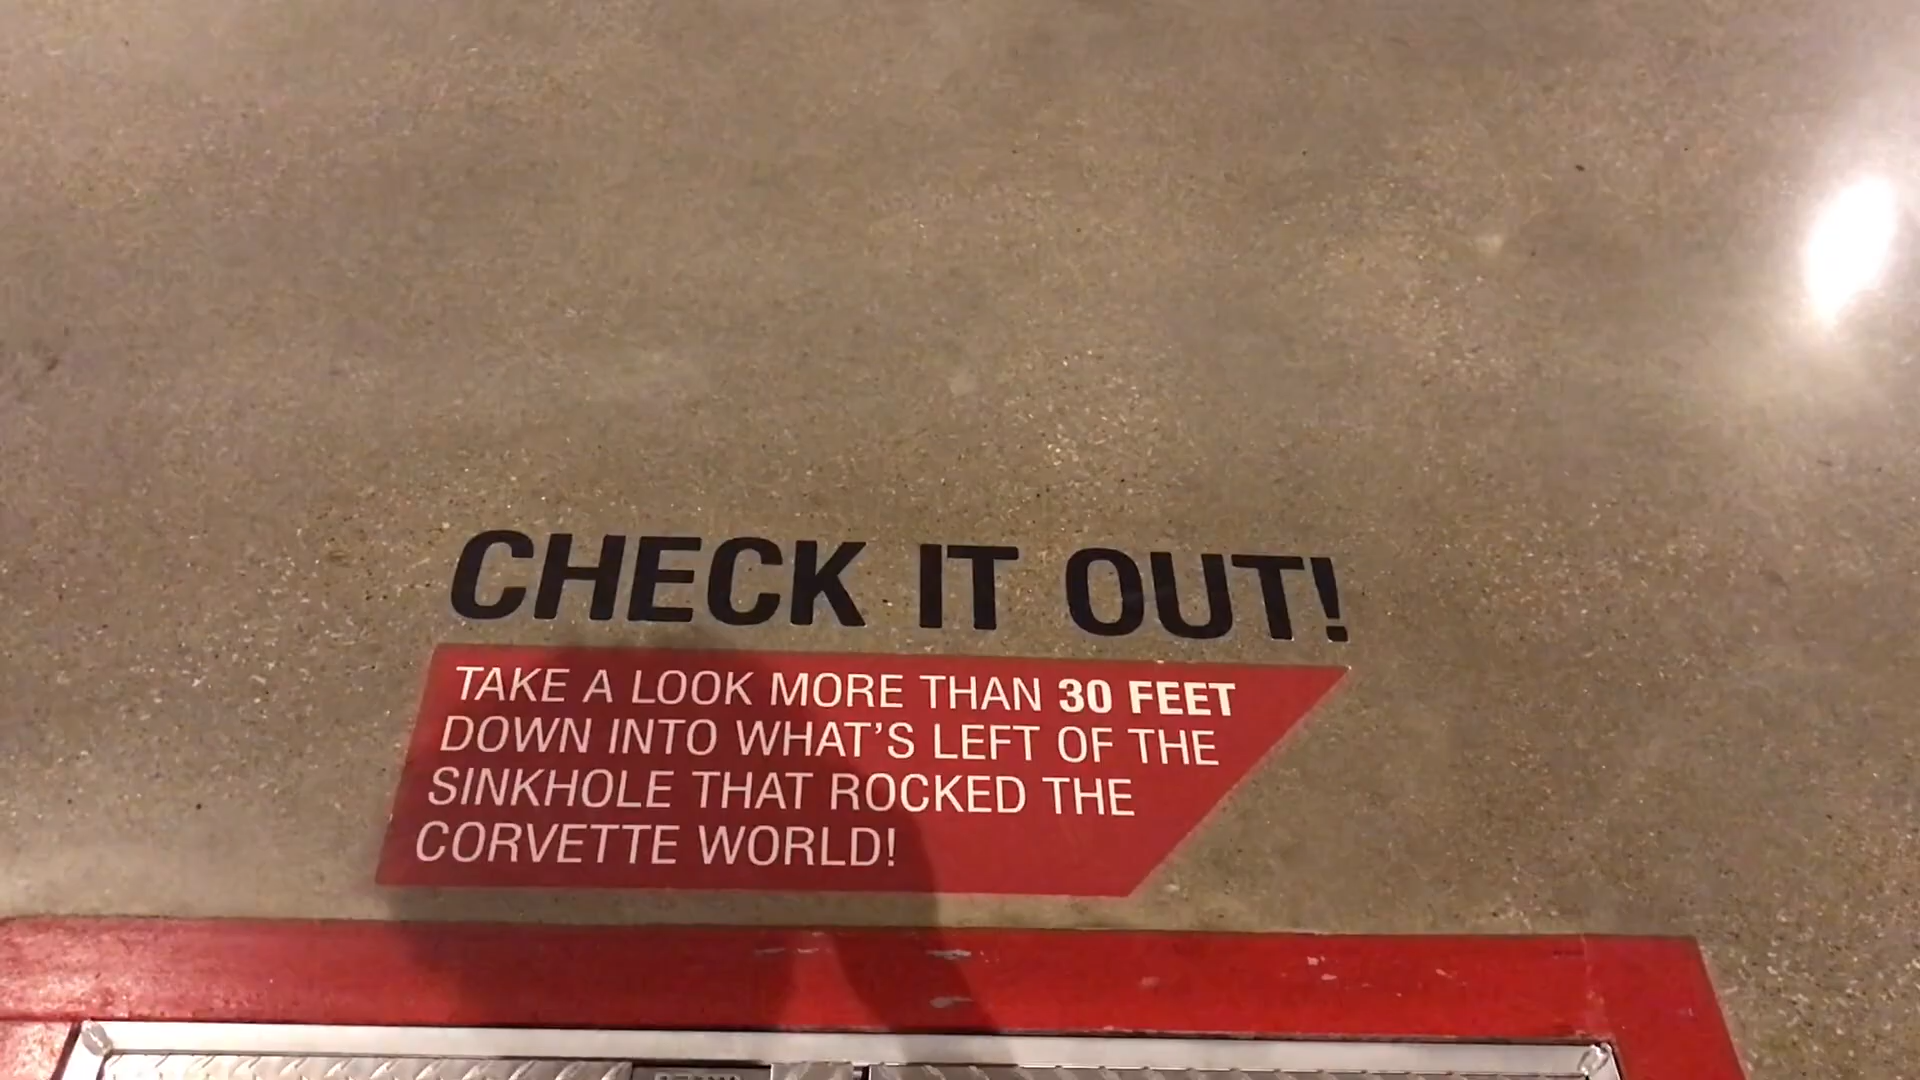 CHECK IT OUT!
TAKE A LOOK MORE THAN 30 FEET
DOWN INTO WHAT'S LEFT OF THE
SINKHOLE THAT ROCKED THE
CORVETTE WORLD!